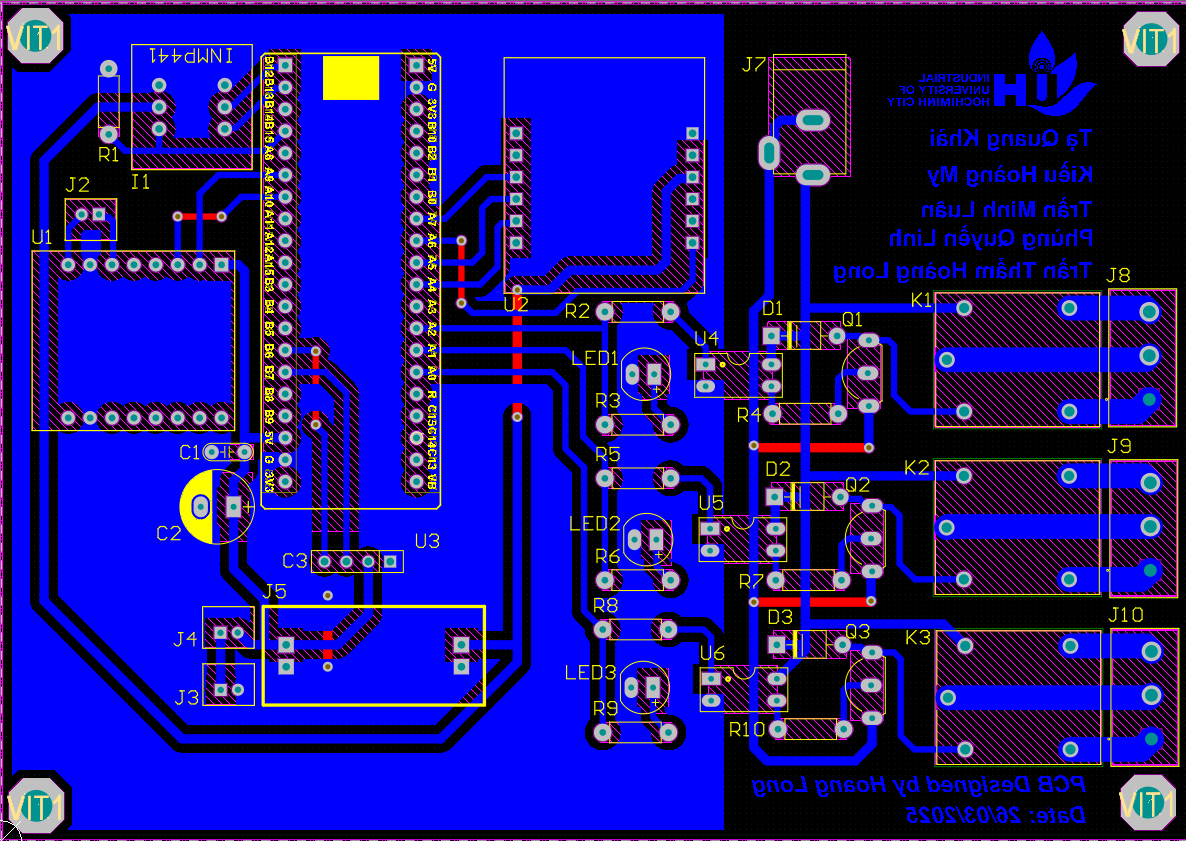 VIT1
VIT1
INMP441
J7
INDUSTRIAL
UNIVERSITY OF
HOCHIMINH CITY
IUH
Tạ Quang Khải
Kiều Hoàng My
Trần Minh Luân
Phùng Quyền Linh
Trần Thẩm Hoàng Long
R1
I1
J2
U1
B12
B13
B14
B15
A8
A9
A10
A11
A12
A15
B3
B4
B5
B6
B7
B8
B9
5V
G
3V3
5V
G
3V3
B10
B2
B1
B0
A7
A6
A5
A4
A3
A2
A1
A0
R
C15
C14
C13
WB
U2
R2
D1
Q1
K1
J8
U4
LED1
+
R3
R4
C1
C2
+
R5
D2
Q2
K2
J9
U5
LED2
+
R6
R7
C3
U3
J5
J4
J3
R8
D3
Q3
K3
J10
U6
LED3
+
R9
R10
PCB Designed by Hoang Long
Date: 26/03/2025
VIT1
VIT1